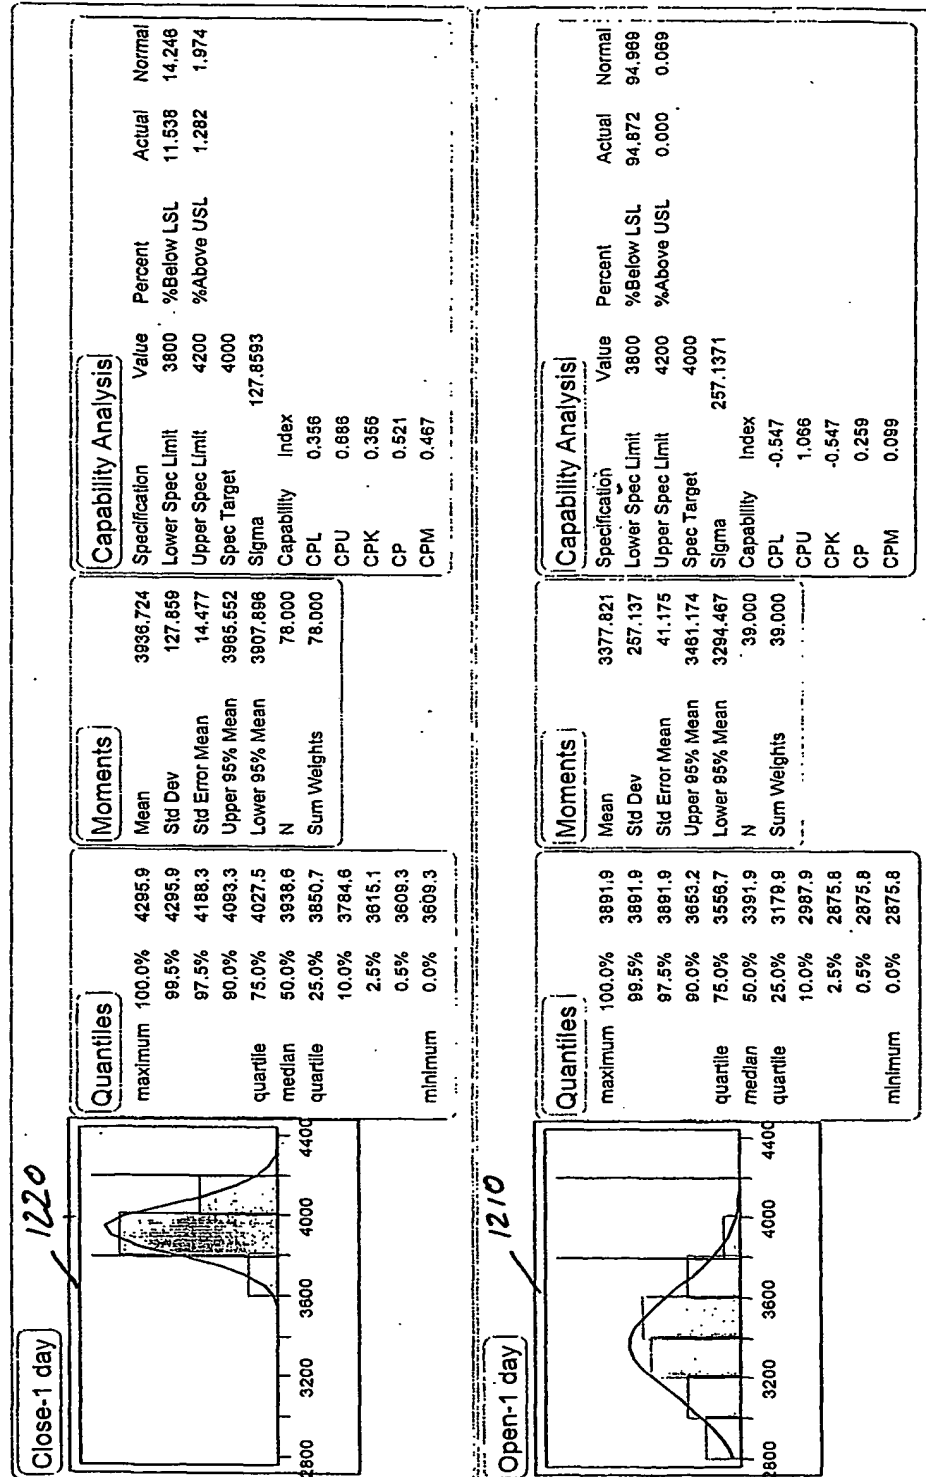 Close-1 day
1220
2800 3200 3600 4000 4400
Quantiles
maximum 100.0% 4295.9
99.5% 4295.9
97.5% 4188.3
90.0% 4093.3
quartile 75.0% 4027.5
median 50.0% 3938.6
quartile 25.0% 3850.7
10.0% 3784.6
2.5% 3615.1
0.5% 3609.3
minimum 0.0% 3609.3
Moments
Mean 3936.724
Std Dev 127.859
Std Error Mean 14.477
Upper 95% Mean 3965.552
Lower 95% Mean 3907.896
N 78.000
Sum Weights 78.000
Capability Analysis
Specification Value Percent Actual Normal
Lower Spec Limit 3800 %Below LSL 11.538 14.246
Upper Spec Limit 4200 %Above USL 1.282 1.974
Spec Target 4000
Sigma 127.8593
Capability Index
CPL 0.356
CPU 0.686
CPK 0.356
CP 0.521
CPM 0.467
Open-1 day
1210
2800 3200 3600 4000 4400
Quantiles
maximum 100.0% 3891.9
99.5% 3891.9
97.5% 3891.9
90.0% 3653.2
quartile 75.0% 3556.7
median 50.0% 3391.9
quartile 25.0% 3179.9
10.0% 2987.9
2.5% 2875.8
0.5% 2875.8
minimum 0.0% 2875.8
Moments
Mean 3377.821
Std Dev 257.137
Std Error Mean 41.175
Upper 95% Mean 3461.174
Lower 95% Mean 3294.467
N 39.000
Sum Weights 39.000
Capability Analysis
Specification Value Percent Actual Normal
Lower Spec Limit 3800 %Below LSL 94.872 94.969
Upper Spec Limit 4200 %Above USL 0.000 0.069
Spec Target 4000
Sigma 257.1371
Capability Index
CPL -0.547
CPU 1.066
CPK -0.547
CP 0.259
CPM 0.099